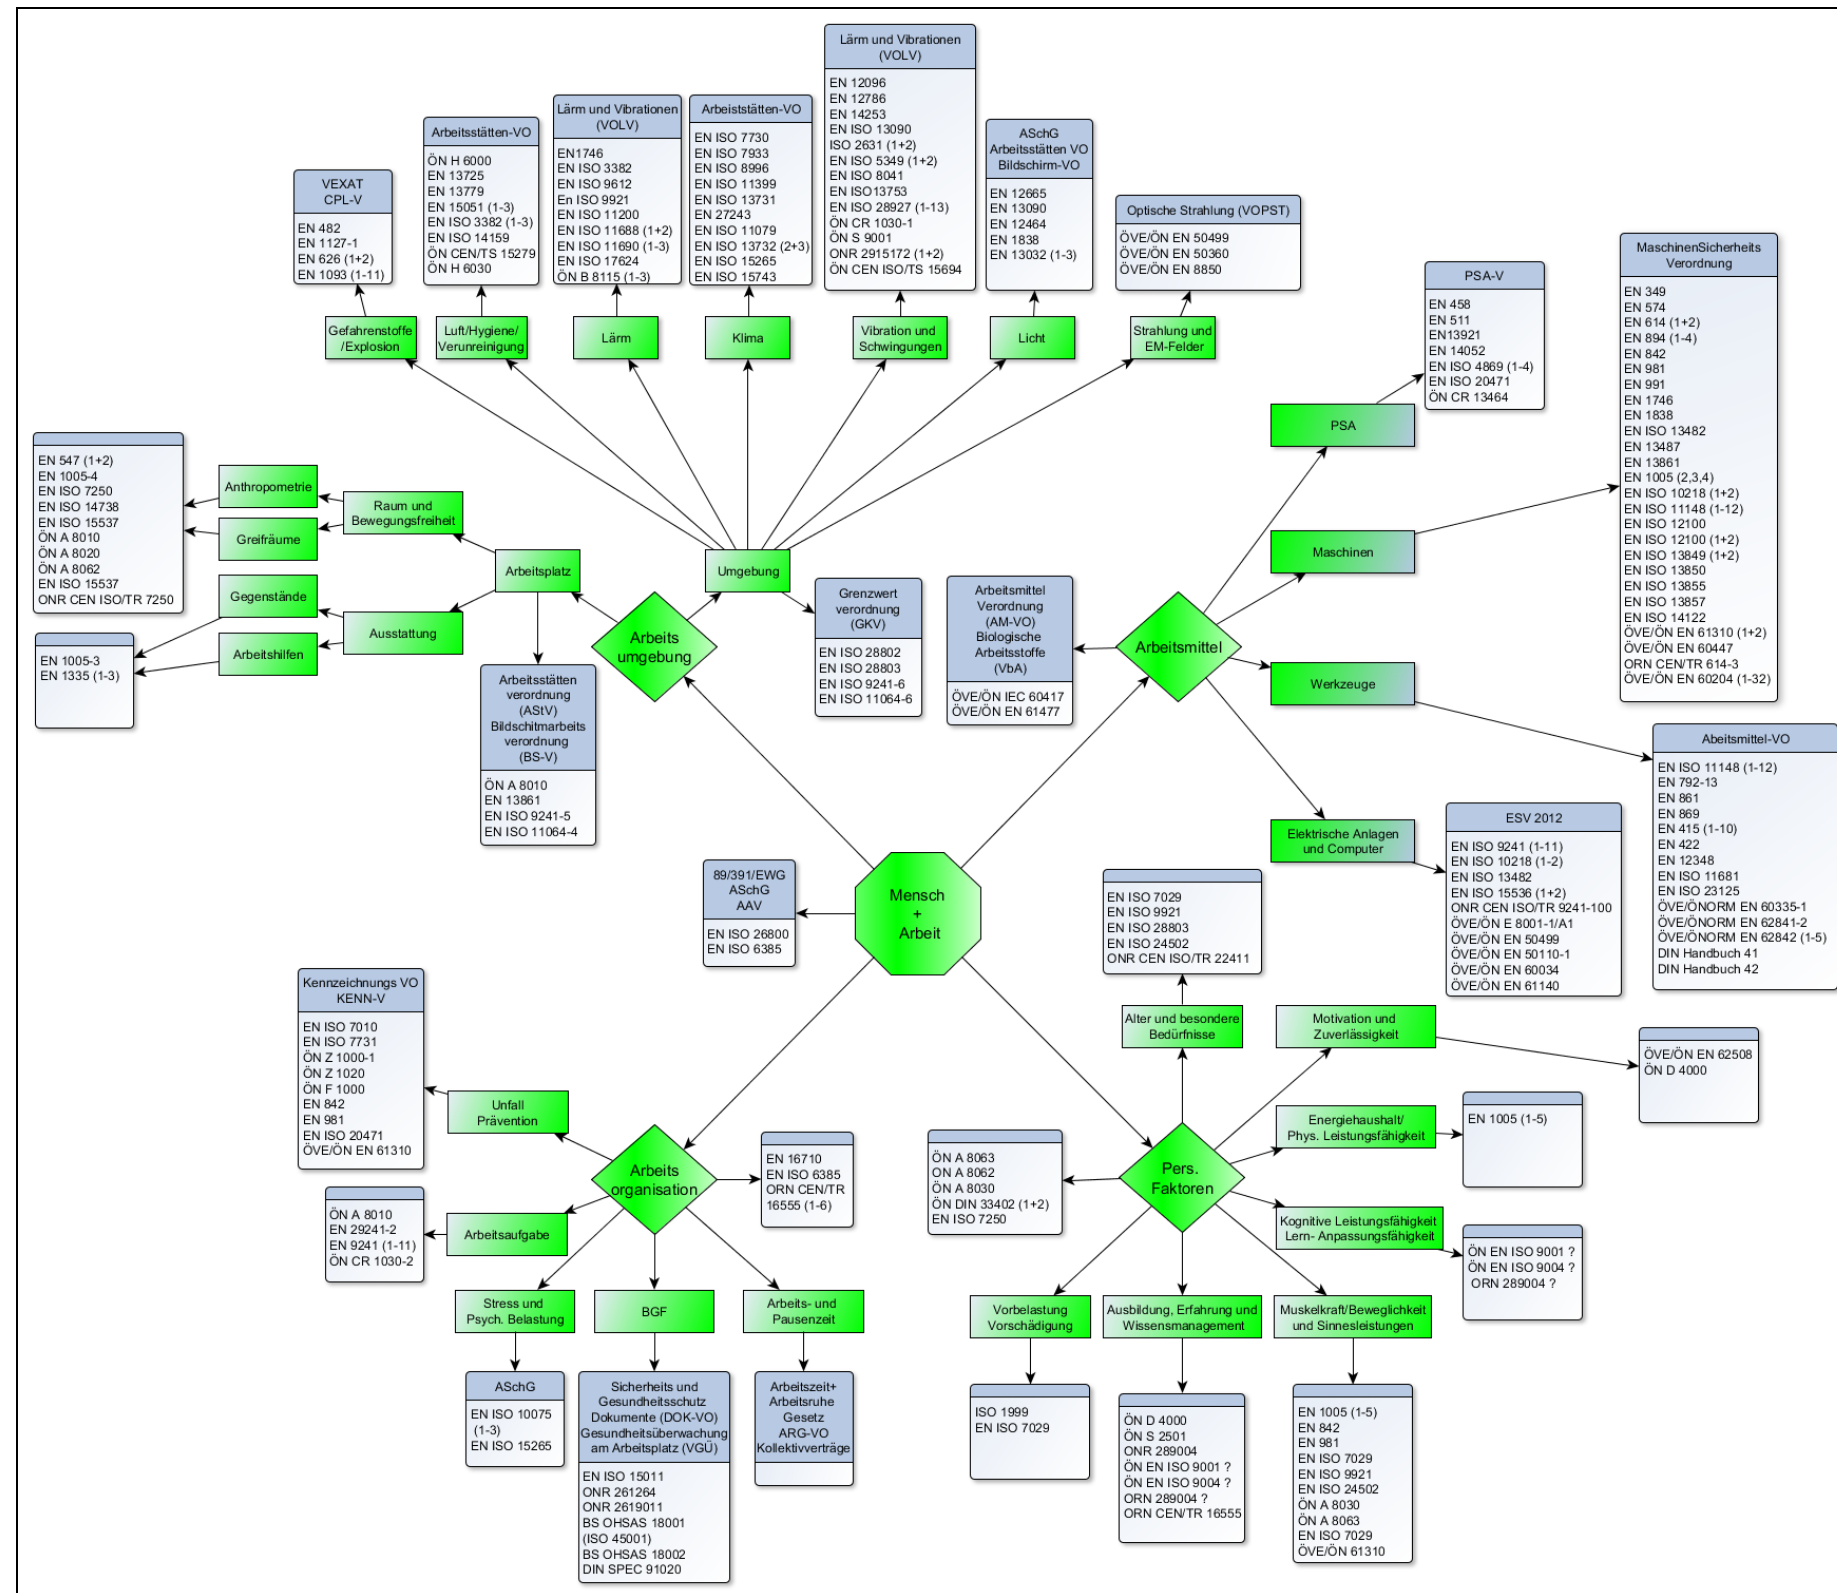 Lärm und Vibrationen
(VOLV)
EN 12096
EN 12786
EN 14253
EN ISO 13090
ISO 2631 (1+2)
EN ISO 5349 (1+2)
EN ISO 8041
EN ISO13753
EN ISO 28927 (1-13)
ÖN CR 1030-1
ÖN S 9001
ONR 2915172 (1+2)
ÖN CEN ISO/TS 15694
VEXAT
CPL-V
EN 482
EN 1127-1
EN 626 (1+2)
EN 1093 (1-11)
Arbeitsstätten-VO
ÖN H 6000
EN 13725
EN 13779
EN 15051 (1-3)
EN ISO 3382 (1-3)
EN ISO 14159
ÖN CEN/TS 15279
ÖN H 6030
Lärm und Vibrationen
(VOLV)
EN1746
EN ISO 3382
EN ISO 9612
En ISO 9921
EN ISO 11200
EN ISO 11688 (1+2)
EN ISO 11690 (1-3)
EN ISO 17624
ÖN B 8115 (1-3)
Arbeiststätten-VO
EN ISO 7730
EN ISO 7933
EN ISO 8996
EN ISO 11399
EN ISO 13731
EN 27243
EN ISO 11079
EN ISO 13732 (2+3)
EN ISO 15265
EN ISO 15743
ASchG
Arbeitsstätten VO
Bildschirm-VO
EN 12665
EN 13090
EN 12464
EN 1838
EN 13032 (1-3)
Optische Strahlung (VOPST)
ÖVE/ÖN EN 50499
ÖVE/ÖN EN 50360
ÖVE/ÖN EN 8850
Gefahrenstoffe
/Explosion
Luft/Hygiene/
Verunreinigung
Lärm
Klima
Vibration und
Schwingungen
Licht
Strahlung und
EM-Felder
PSA-V
EN 458
EN 511
EN13921
EN 14052
EN ISO 4869 (1-4)
EN ISO 20471
ÖN CR 13464
MaschinenSicherheits
Verordnung
EN 349
EN 574
EN 614 (1+2)
EN 894 (1-4)
EN 842
EN 981
EN 991
EN 1746
EN 1838
EN ISO 13482
EN 13487
EN 13861
EN 1005 (2,3,4)
EN ISO 10218 (1+2)
EN ISO 11148 (1-12)
EN ISO 12100
EN ISO 12100 (1+2)
EN ISO 13849 (1+2)
EN ISO 13850
EN ISO 13855
EN ISO 13857
EN ISO 14122
ÖVE/ÖN EN 61310 (1+2)
ÖVE/ÖN EN 60447
ORN CEN/TR 614-3
ÖVE/ÖN EN 60204 (1-32)
PSA
Maschinen
Werkzeuge
Elektrische Anlagen
und Computer
EN 547 (1+2)
EN 1005-4
EN ISO 7250
EN ISO 14738
EN ISO 15537
ÖN A 8010
ÖN A 8020
ÖN A 8062
EN ISO 15537
ONR CEN ISO/TR 7250
Anthropometrie
Greifräume
Raum und
Bewegungsfreiheit
Gegenstände
Arbeitshilfen
Ausstattung
Arbeitsplatz
Umgebung
EN 1005-3
EN 1335 (1-3)
Arbeits
umgebung
Arbeitsstätten
verordnung
(AStV)
Bildschitmarbeits
verordnung
(BS-V)
ÖN A 8010
EN 13861
EN ISO 9241-5
EN ISO 11064-4
Grenzwert
verordnung
(GKV)
EN ISO 28802
EN ISO 28803
EN ISO 9241-6
EN ISO 11064-6
Arbeitsmittel
Verordnung
(AM-VO)
Biologische
Arbeitsstoffe
(VbA)
ÖVE/ÖN IEC 60417
ÖVE/ÖN EN 61477
Arbeitsmittel
Abeitsmittel-VO
EN ISO 11148 (1-12)
EN 792-13
EN 861
EN 869
EN 415 (1-10)
EN 422
EN 12348
EN ISO 11681
EN ISO 23125
ÖVE/ÖNORM EN 60335-1
ÖVE/ÖNORM EN 62841-2
ÖVE/ÖNORM EN 62842 (1-5)
DIN Handbuch 41
DIN Handbuch 42
ESV 2012
EN ISO 9241 (1-11)
EN ISO 10218 (1-2)
EN ISO 13482
EN ISO 15536 (1+2)
ONR CEN ISO/TR 9241-100
ÖVE/ÖN E 8001-1/A1
ÖVE/ÖN EN 50499
ÖVE/ÖN EN 50110-1
ÖVE/ÖN EN 60034
ÖVE/ÖN EN 61140
89/391/EWG
ASchG
AAV
EN ISO 26800
EN ISO 6385
Mensch
+
Arbeit
EN ISO 7029
EN ISO 9921
EN ISO 28803
EN ISO 24502
ONR CEN ISO/TR 22411
Alter und besondere
Bedürfnisse
Motivation und
Zuverlässigkeit
ÖVE/ÖN EN 62508
ÖN D 4000
Energiehaushalt/
Phys. Leistungsfähigkeit
EN 1005 (1-5)
Kognitive Leistungsfähigkeit
Lern- Anpassungsfähigkeit
ÖN EN ISO 9001 ?
ÖN EN ISO 9004 ?
ORN 289004 ?
Pers.
Faktoren
ÖN A 8063
ON A 8062
ÖN A 8030
ÖN DIN 33402 (1+2)
EN ISO 7250
Kennzeichnungs VO
KENN-V
EN ISO 7010
EN ISO 7731
ÖN Z 1000-1
ÖN Z 1020
ÖN F 1000
EN 842
EN 981
EN ISO 20471
ÖVE/ÖN EN 61310
Unfall
Prävention
Arbeits
organisation
EN 16710
EN ISO 6385
ORN CEN/TR
16555 (1-6)
ÖN A 8010
EN 29241-2
EN 9241 (1-11)
ÖN CR 1030-2
Arbeitsaufgabe
Stress und
Psych. Belastung
BGF
Arbeits- und
Pausenzeit
ASchG
EN ISO 10075
(1-3)
EN ISO 15265
Sicherheits und
Gesundheitsschutz
Dokumente (DOK-VO)
Gesundheitsüberwachung
am Arbeitsplatz (VGÜ)
EN ISO 15011
ONR 261264
ONR 2619011
BS OHSAS 18001
(ISO 45001)
BS OHSAS 18002
DIN SPEC 91020
Arbeitszeit+
Arbeitsruhe
Gesetz
ARG-VO
Kollektivverträge
Vorbelastung
Vorschädigung
Ausbildung, Erfahrung und
Wissensmanagement
Muskelkraft/Beweglichkeit
und Sinnesleistungen
ISO 1999
EN ISO 7029
ÖN D 4000
ÖN S 2501
ONR 289004
ÖN EN ISO 9001 ?
ÖN EN ISO 9004 ?
ORN 289004 ?
ORN CEN/TR 16555
EN 1005 (1-5)
EN 842
EN 981
EN ISO 7029
EN ISO 9921
EN ISO 24502
ÖN A 8030
ÖN A 8063
EN ISO 7029
ÖVE/ÖN 61310